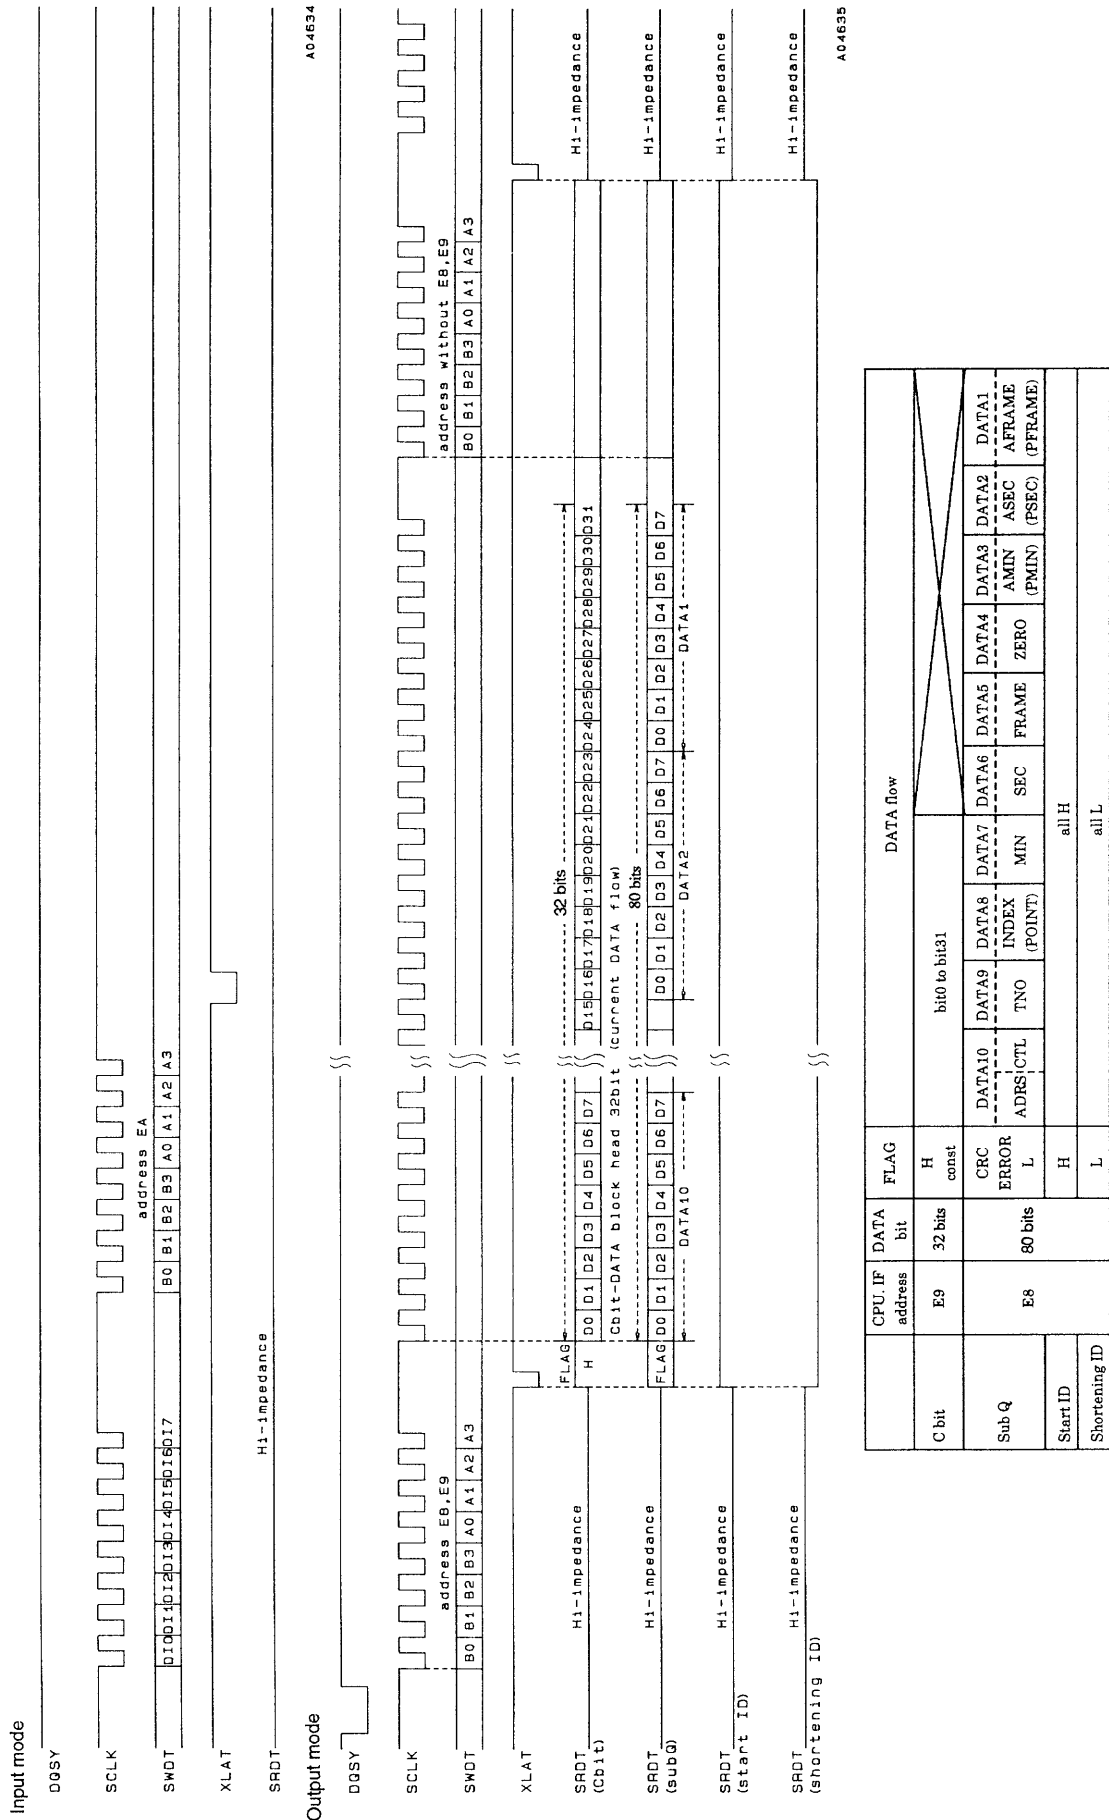 Input mode
DQSY
SCLK
address EA
SWDT DI0 DI1 DI2 DI3 DI4 DI5 DI6 DI7 B0 B1 B2 B3 A0 A1 A2 A3
XLAT
Hi-impedance
SRDT
A04634
Output mode
DQSY
SCLK
address E8,E9 address without E8,E9
SWDT B0 B1 B2 B3 A0 A1 A2 A3 B0 B1 B2 B3 A0 A1 A2 A3
XLAT
32 bits
FLAG
SRDT (Cbit) Hi-impedance H D0 D1 D2 D3 D4 D5 D6 D7 D15 D16 D17 D18 D19 D20 D21 D22 D23 D24 D25 D26 D27 D28 D29 D30 D31 Hi-impedance
Cbit-DATA block head 32bit (current DATA flow)
80 bits
SRDT (subQ) Hi-impedance FLAG D0 D1 D2 D3 D4 D5 D6 D7 D0 D1 D2 D3 D4 D5 D6 D7 D0 D1 D2 D3 D4 D5 D6 D7 Hi-impedance
DATA10 DATA2 DATA1
SRDT (start ID) Hi-impedance Hi-impedance
SRDT (shortening ID) Hi-impedance Hi-impedance
A04635
CPU. IF address DATA bit FLAG DATA flow
C bit E9 32 bits H const bit0 to bit31
Sub Q E8 80 bits CRC ERROR L DATA10 DATA9 DATA8 DATA7 DATA6 DATA5 DATA4 DATA3 DATA2 DATA1
ADRS CTL TNO INDEX (POINT) MIN SEC FRAME ZERO AMIN (PMIN) ASEC (PSEC) AFRAME (PFRAME)
Start ID H all H
Shortening ID L all L